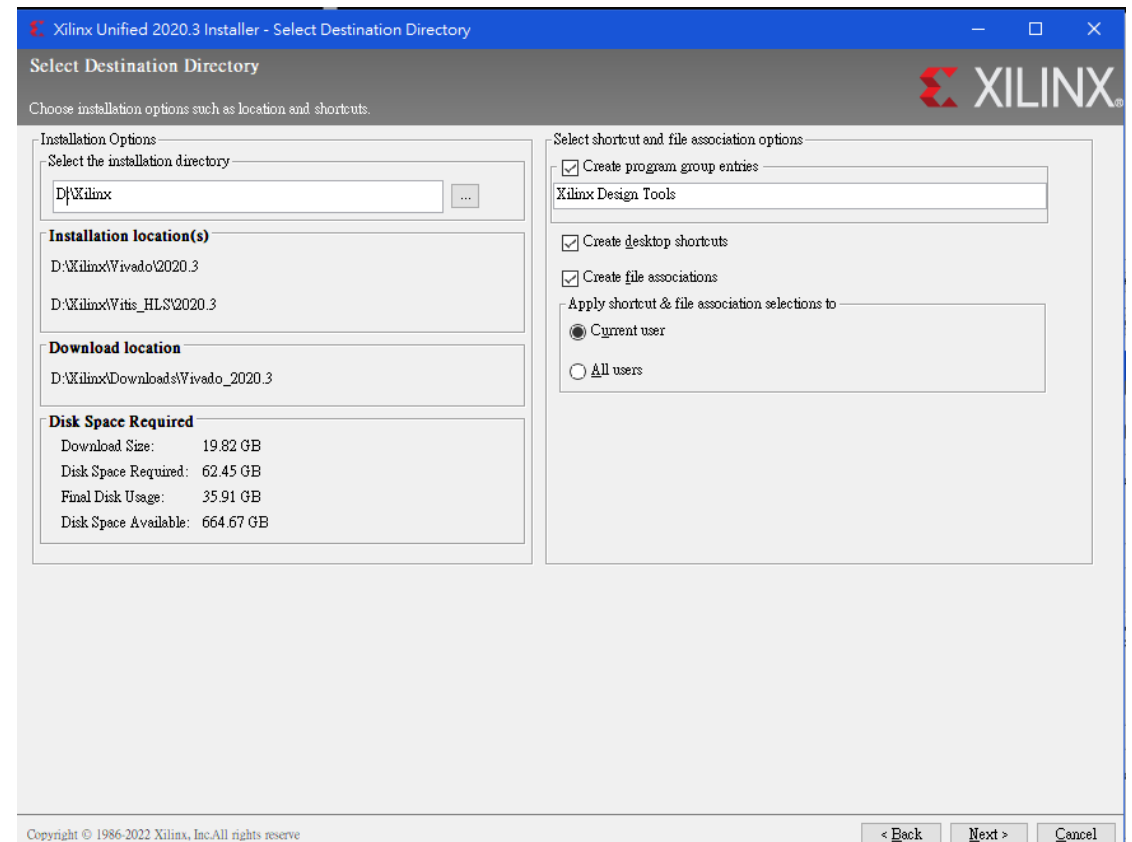 Xilinx Unified 2020.3 Installer - Select Destination Directory
Select Destination Directory
Choose installation options such as location and shortcuts.
XILINX®
Installation Options
Select the installation directory
D:\Xilinx
...
Installation location(s)
D:\Xilinx\Vivado\2020.3
D:\Xilinx\Vitis_HLS\2020.3
Download location
D:\Xilinx\Downloads\Vivado_2020.3
Disk Space Required
Download Size: 19.82 GB
Disk Space Required: 62.45 GB
Final Disk Usage: 35.91 GB
Disk Space Available: 664.67 GB
Select shortcut and file association options
Create program group entries
Xilinx Design Tools
Create desktop shortcuts
Create file associations
Apply shortcut & file association selections to
Current user
All users
Copyright © 1986-2022 Xilinx, Inc.All rights reserve
< Back Next > Cancel